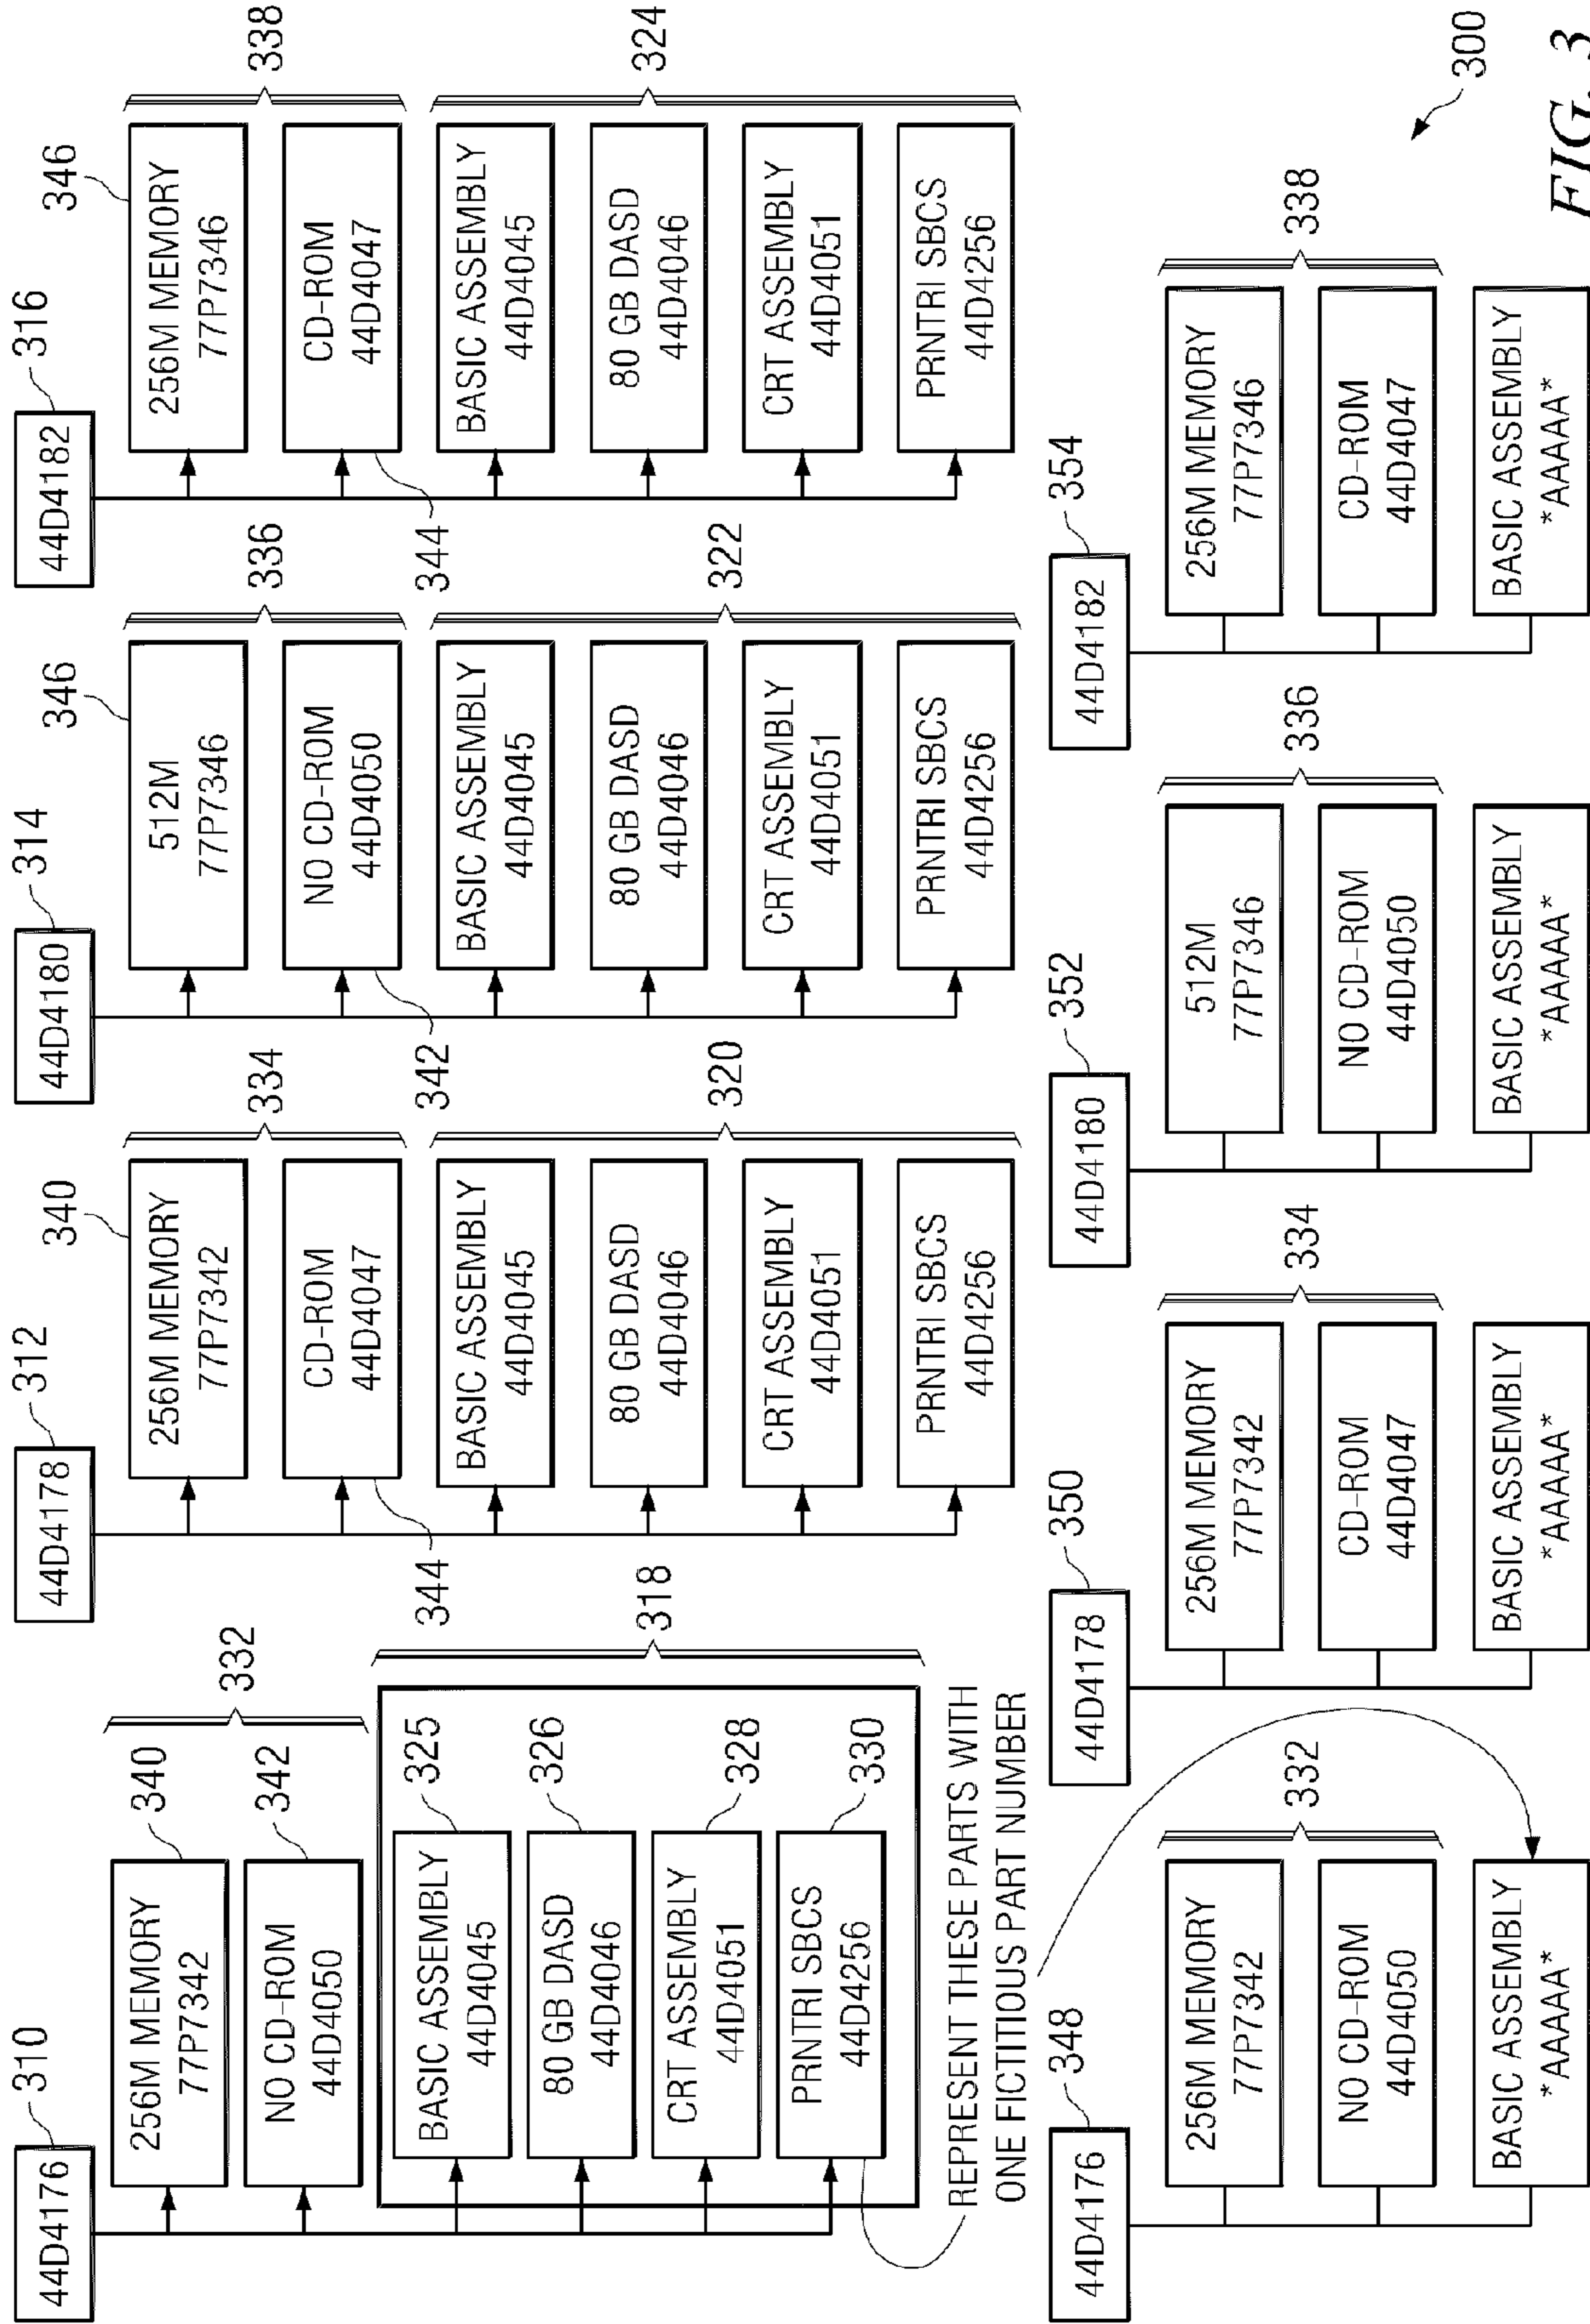 44D4176
310
256M MEMORY
77P7342
340
NO CD-ROM
44D4050
342
332
BASIC ASSEMBLY
44D4045
325
80 GB DASD
44D4046
326
CRT ASSEMBLY
44D4051
328
PRNTRI SBCS
44D4256
330
318
REPRESENT THESE PARTS WITH
ONE FICTITIOUS PART NUMBER
44D4178
312
256M MEMORY
77P7342
340
CD-ROM
44D4047
344
334
BASIC ASSEMBLY
44D4045
80 GB DASD
44D4046
CRT ASSEMBLY
44D4051
PRNTRI SBCS
44D4256
320
44D4180
314
512M
77P7346
346
NO CD-ROM
44D4050
342
336
BASIC ASSEMBLY
44D4045
80 GB DASD
44D4046
CRT ASSEMBLY
44D4051
PRNTRI SBCS
44D4256
322
44D4182
316
256M MEMORY
77P7346
346
CD-ROM
44D4047
344
338
BASIC ASSEMBLY
44D4045
80 GB DASD
44D4046
CRT ASSEMBLY
44D4051
PRNTRI SBCS
44D4256
324
44D4176
348
256M MEMORY
77P7342
NO CD-ROM
44D4050
332
BASIC ASSEMBLY
*AAAAA*
44D4178
350
256M MEMORY
77P7342
CD-ROM
44D4047
334
BASIC ASSEMBLY
*AAAAA*
44D4180
352
512M
77P7346
NO CD-ROM
44D4050
336
BASIC ASSEMBLY
*AAAAA*
44D4182
354
256M MEMORY
77P7346
CD-ROM
44D4047
338
BASIC ASSEMBLY
*AAAAA*
300
FIG. 3